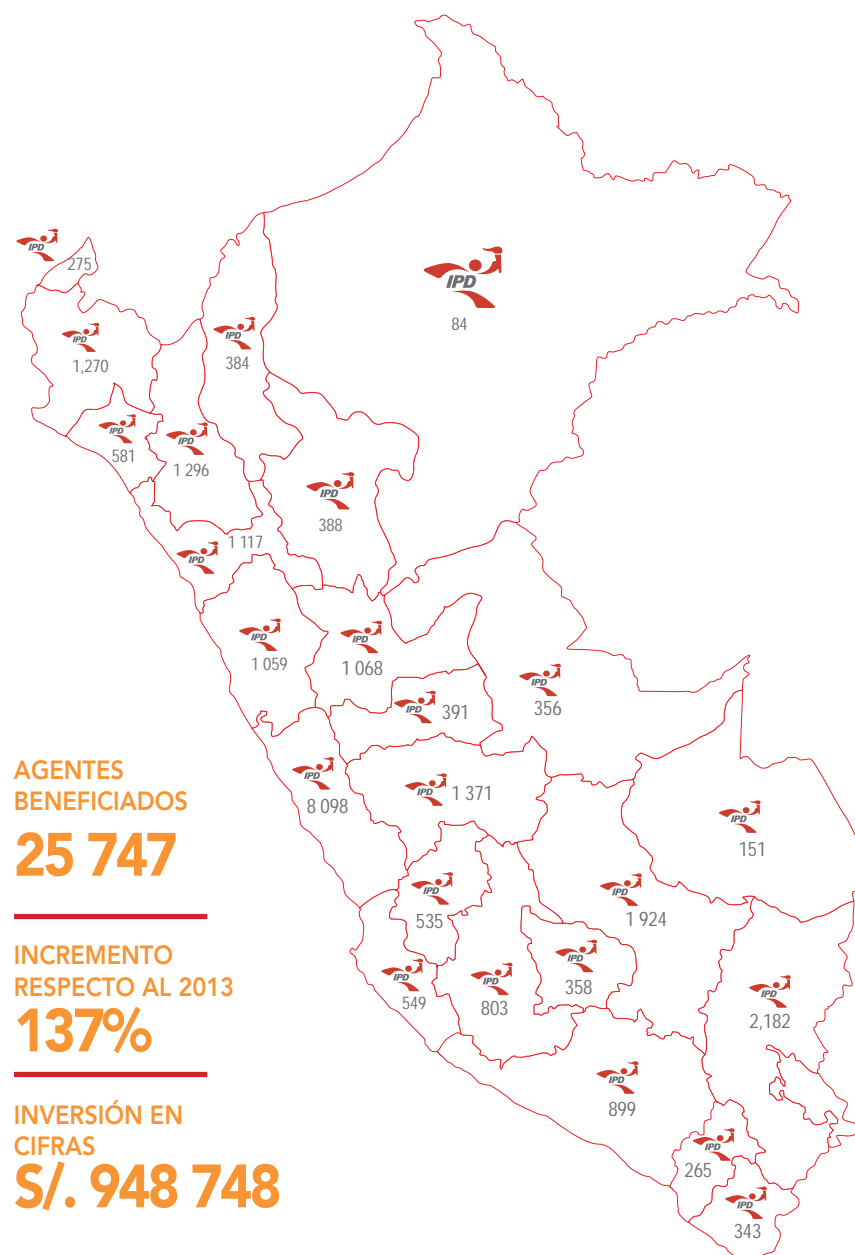 IPD
275
IPD
84
IPD
1,270
IPD
384
IPD
581
IPD
1 296
IPD
388
1 117
IPD
IPD
1 059
IPD
1 068
IPD
391
IPD
356
IPD
8 098
IPD
1 371
IPD
151
IPD
535
IPD
1 924
IPD
549
IPD
803
IPD
358
IPD
2,182
IPD
899
IPD
265
IPD
343
AGENTES
BENEFICIADOS
25 747
INCREMENTO
RESPECTO AL 2013
137%
INVERSIÓN EN
CIFRAS
S/. 948 748